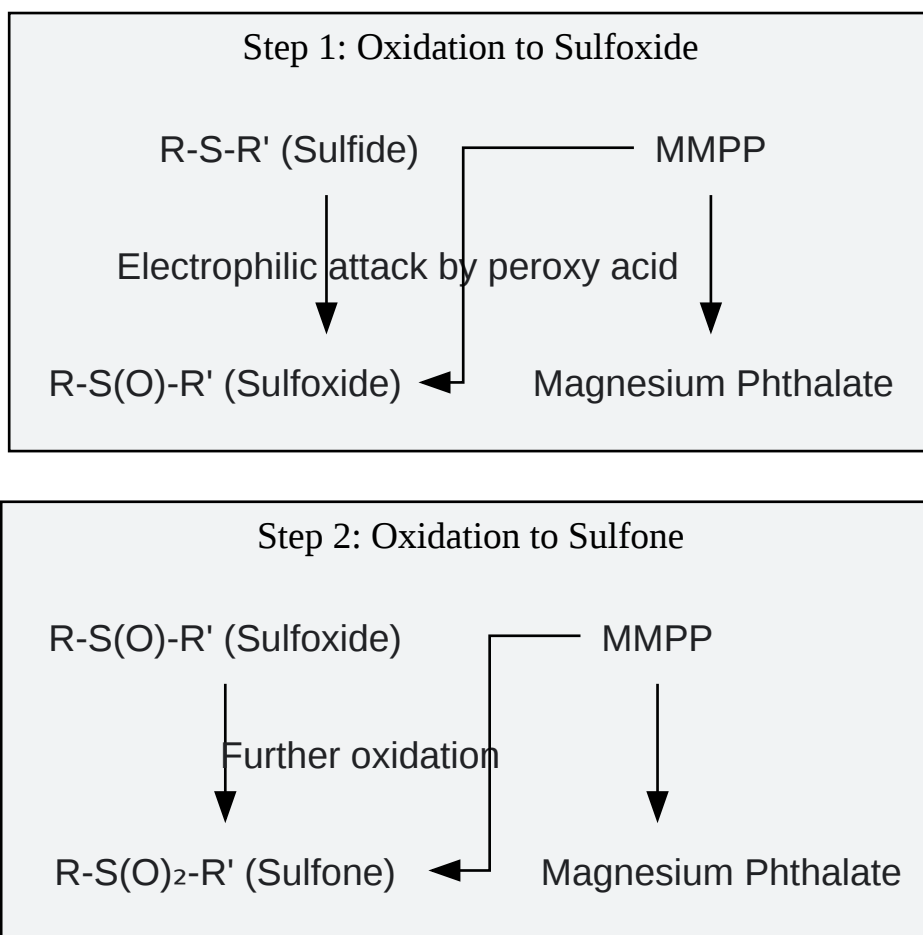 Step 1: Oxidation to Sulfoxide
R-S-R' (Sulfide) MMPP
Electrophilic attack by peroxy acid
R-S(O)-R' (Sulfoxide) Magnesium Phthalate
Step 2: Oxidation to Sulfone
R-S(O)-R' (Sulfoxide) MMPP
Further oxidation
R-S(O)₂-R' (Sulfone) Magnesium Phthalate